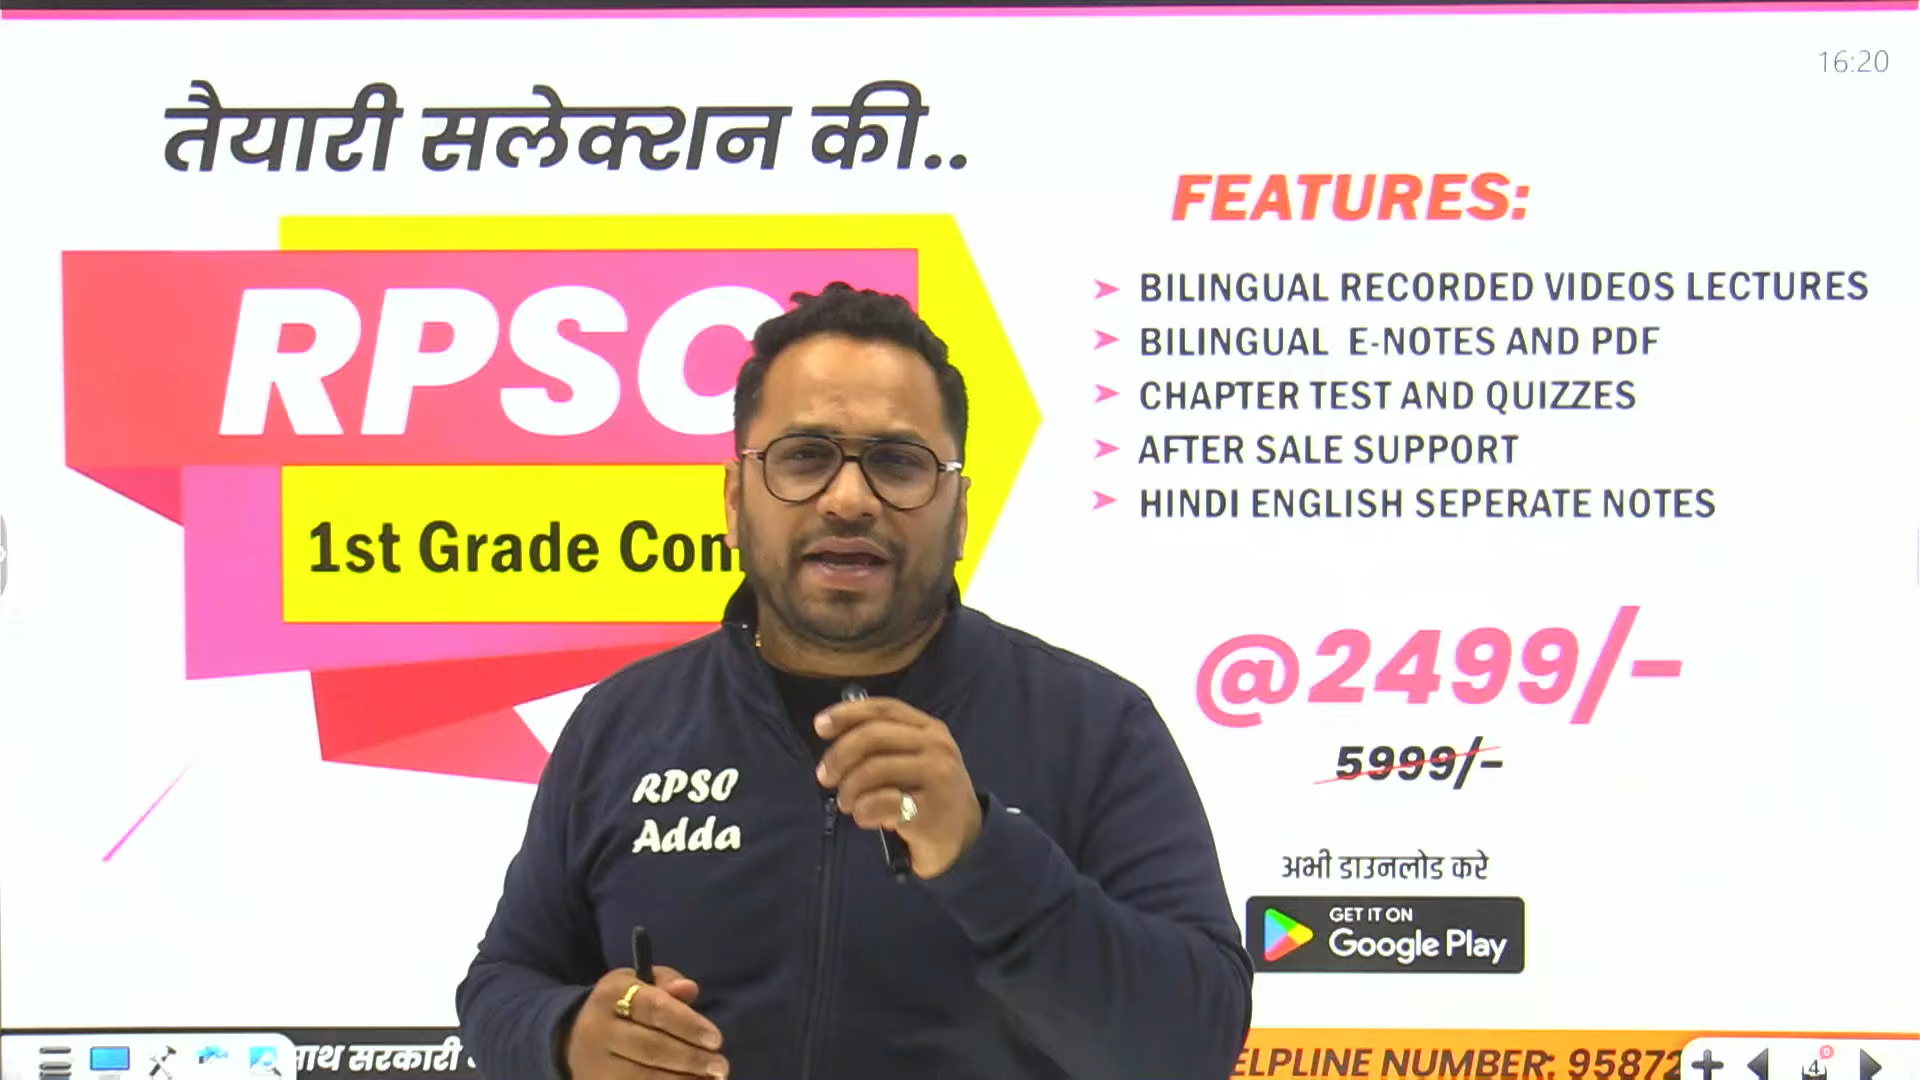 16:20
तैयारी सलेक्शन की..
RPSC
1st Grade
FEATURES:
BILINGUAL RECORDED VIDEOS LECTURES
BILINGUAL E-NOTES AND PDF
CHAPTER TEST AND QUIZZES
AFTER SALE SUPPORT
HINDI ENGLISH SEPERATE NOTES
@2499/-
5999/-
RPSC
Adda
अभी डाउनलोड करे
GET IT ON
Google Play
सरकारी
NUMBER: 95872
4